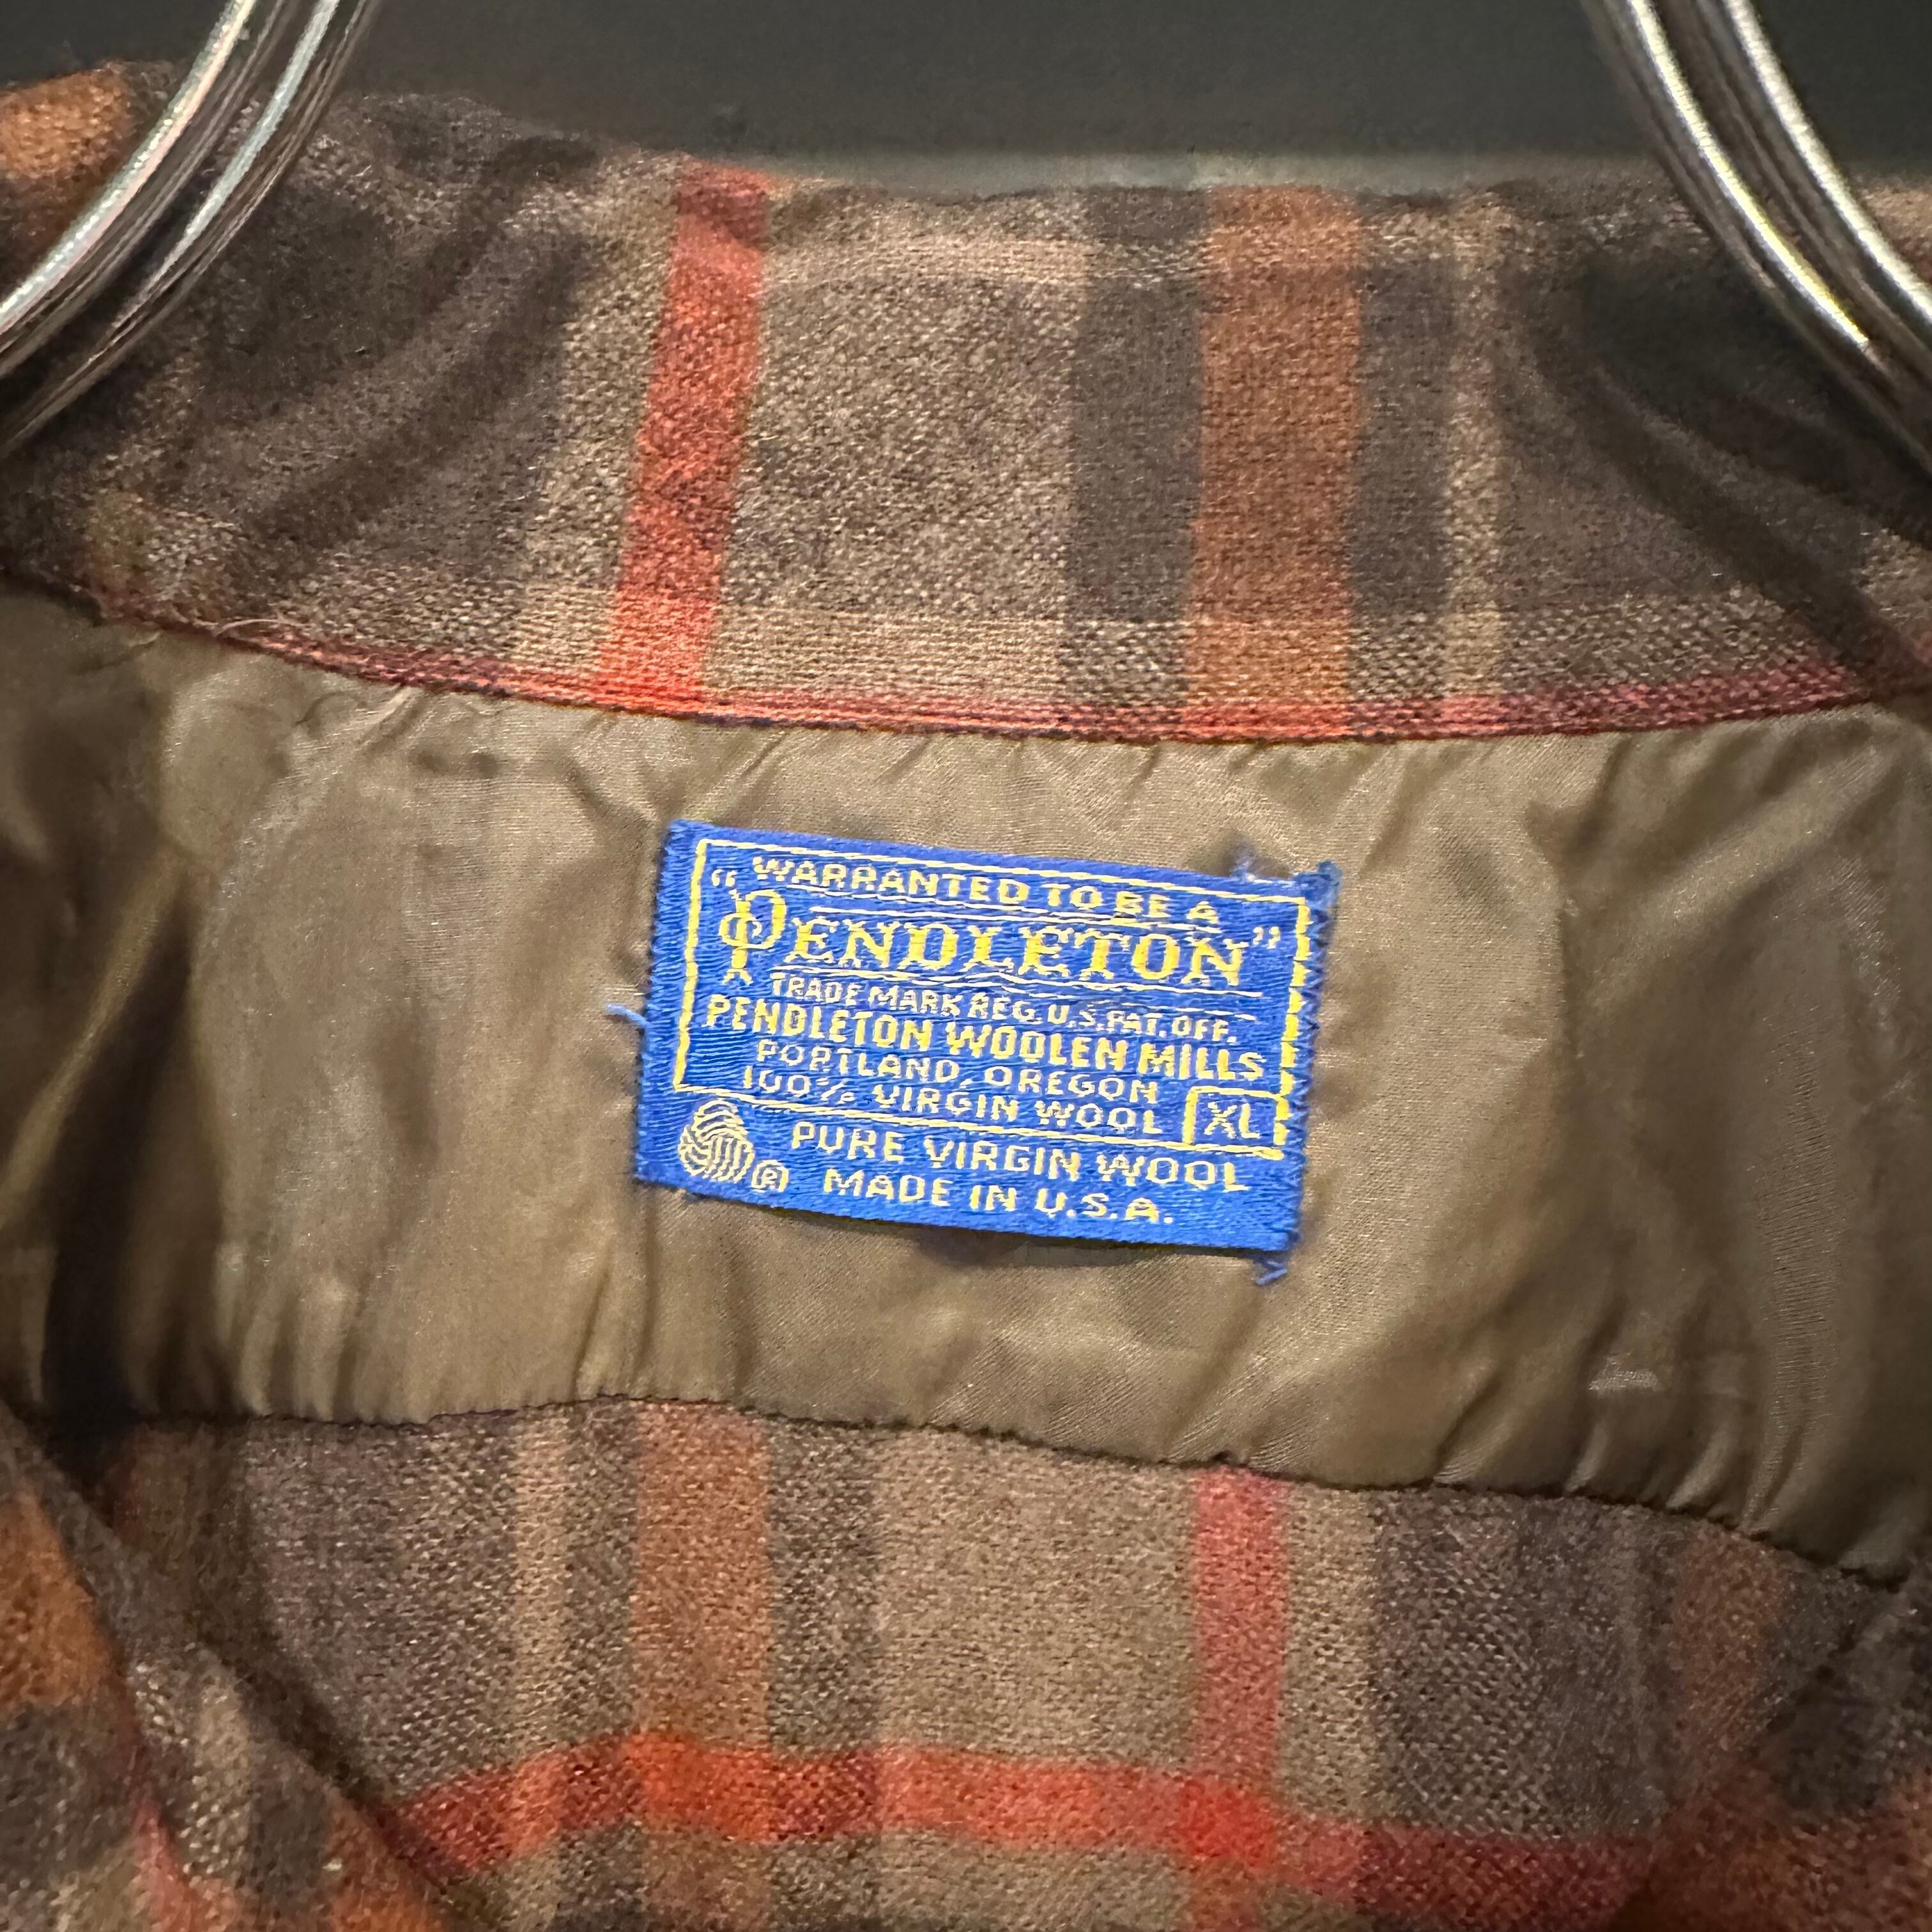 WARRANTED TO BE A
“PENDLETON”
TRADE MARK REG. U.S. PAT. OFF.
PENDLETON WOOLEN MILLS
PORTLAND, OREGON
100% VIRGIN WOOL XL
PURE VIRGIN WOOL
® MADE IN U.S.A.